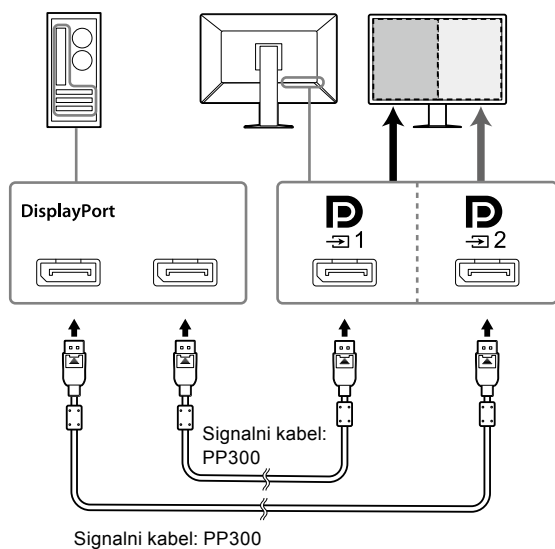 DisplayPort
1
2
Signalni kabel:
PP300
Signalni kabel: PP300